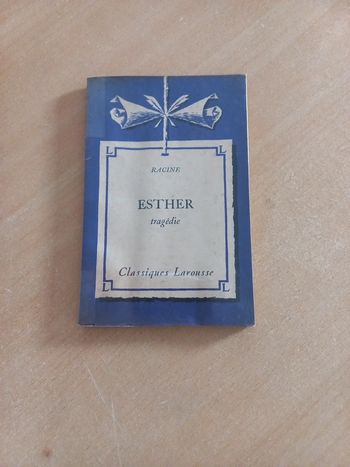 L L
RACINE
ESTHER
tragédie
Classiques Larousse
L L